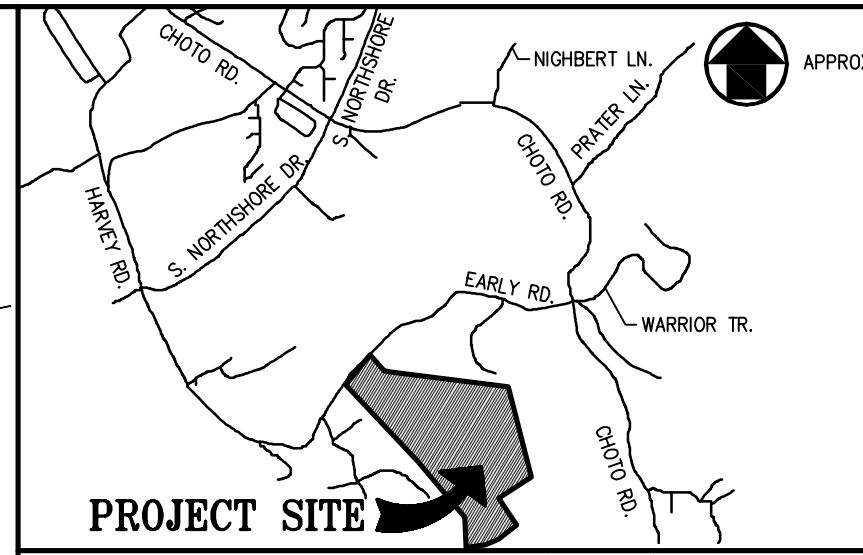 CHOTO RD.
S. NORTHSHORE
DR.
NIGHBERT LN.
APPROX
PRATER LN.
CHOTO RD.
HARVEY RD.
S. NORTHSHORE DR.
EARLY RD.
WARRIOR TR.
CHOTO RD.
PROJECT SITE